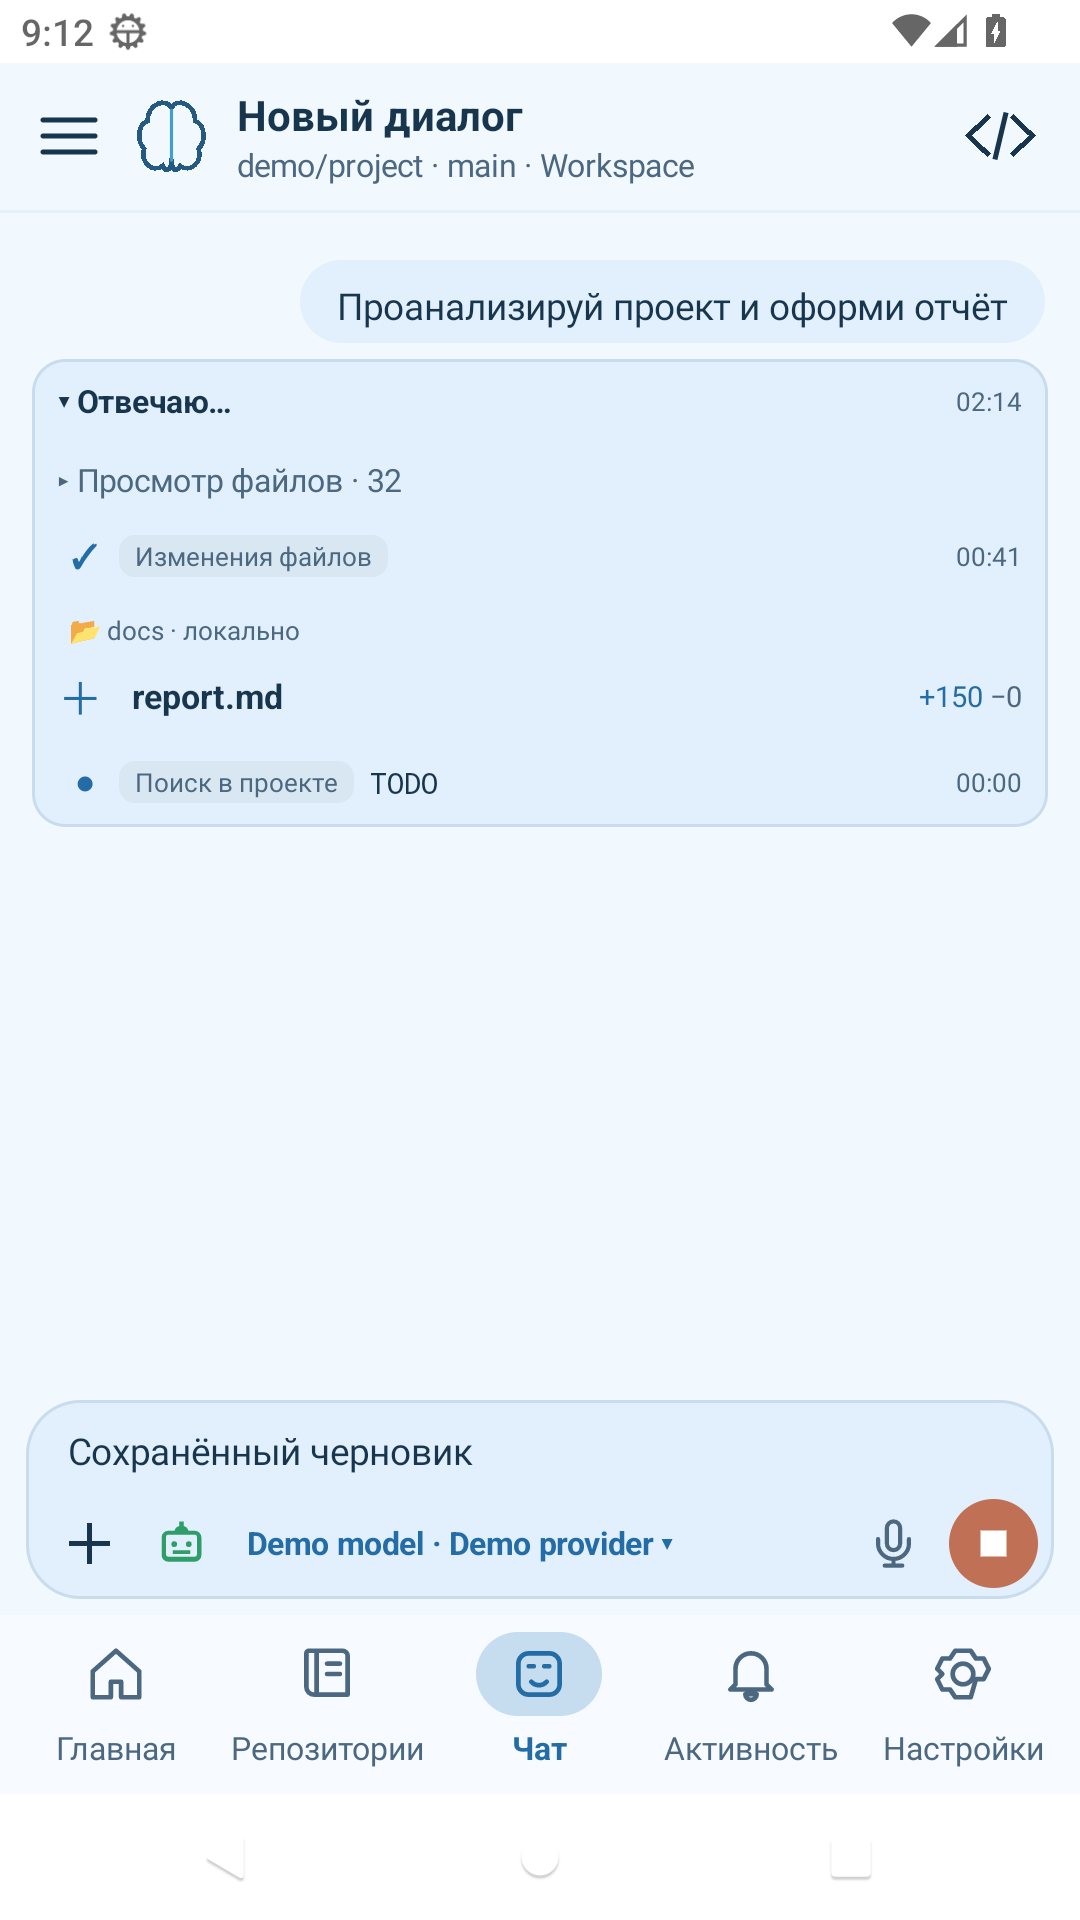 9:12
Новый диалог
demo/project · main · Workspace
Проанализируй проект и оформи отчёт
▾ Отвечаю... 02:14
▸ Просмотр файлов · 32
✓ Изменения файлов 00:41
📂 docs · локально
+ report.md +150 −0
● Поиск в проекте TODO 00:00
Сохранённый черновик
Demo model · Demo provider ▾
Главная Репозитории Чат Активность Настройки